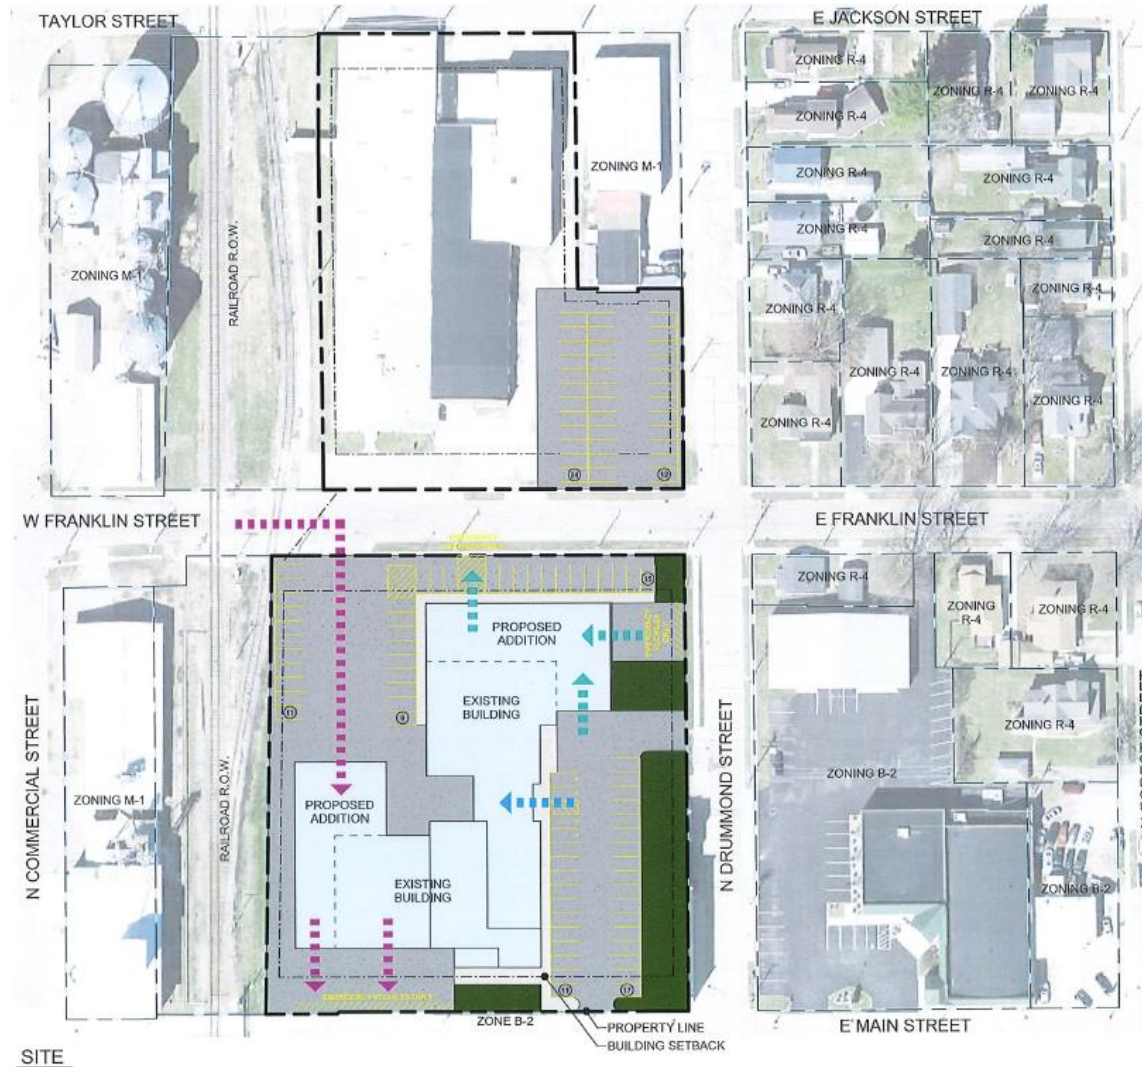 TAYLOR STREET
E JACKSON STREET
ZONING R-4
ZONING R-4
ZONING R-4
ZONING R-4
ZONING M-1
ZONING R-4
ZONING R-4
ZONING R-4
ZONING R-4
ZONING M-1
RAILROAD R.O.W.
ZONING R-4
ZONING R-4
ZONING R-4
ZONING R-4
ZONING R-4
ZONING R-4
24
12
W FRANKLIN STREET
E FRANKLIN STREET
ZONING R-4
15
PROPOSED
ADDITION
ZONING
R-4
ZONING R-4
EXISTING
BUILDING
11
9
ZONING R-4
N COMMERCIAL STREET
N DRUMMOND STREET
ZONING M-1
RAILROAD R.O.W.
PROPOSED
ADDITION
ZONING B-2
EXISTING
BUILDING
ZONING B-2
17
ZONE B-2
PROPERTY LINE
BUILDING SETBACK
E MAIN STREET
SITE